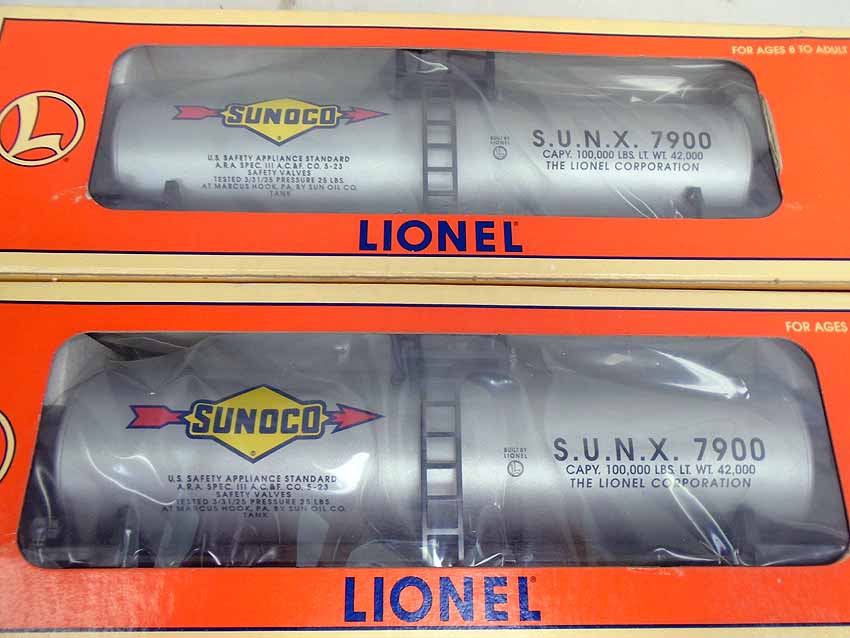 FOR AGES 8 TO ADULT
L
SUNOCO
U.S. SAFETY APPLIANCE STANDARD
A.R.A. SPEC. III A.C.&F. CO. 5-23
SAFETY VALVES
TESTED 3/31/25 PRESSURE 25 LBS.
AT MARCUS HOOK, PA. BY SUN OIL CO.
TANK
BUILT BY
LIONEL
L
S.U.N.X. 7900
CAPY. 100,000 LBS. LT. WT. 42,000
THE LIONEL CORPORATION
LIONEL
FOR AGES
SUNOCO
U.S. SAFETY APPLIANCE STANDARD
A.R.A. SPEC. III A.C.&F. CO. 5-23
SAFETY VALVES
TESTED 3/31/25 PRESSURE 25 LBS.
AT MARCUS HOOK, PA. BY SUN OIL CO.
TANK
BUILT BY
LIONEL
L
S.U.N.X. 7900
CAPY. 100,000 LBS. LT. WT. 42,000
THE LIONEL CORPORATION
LIONEL